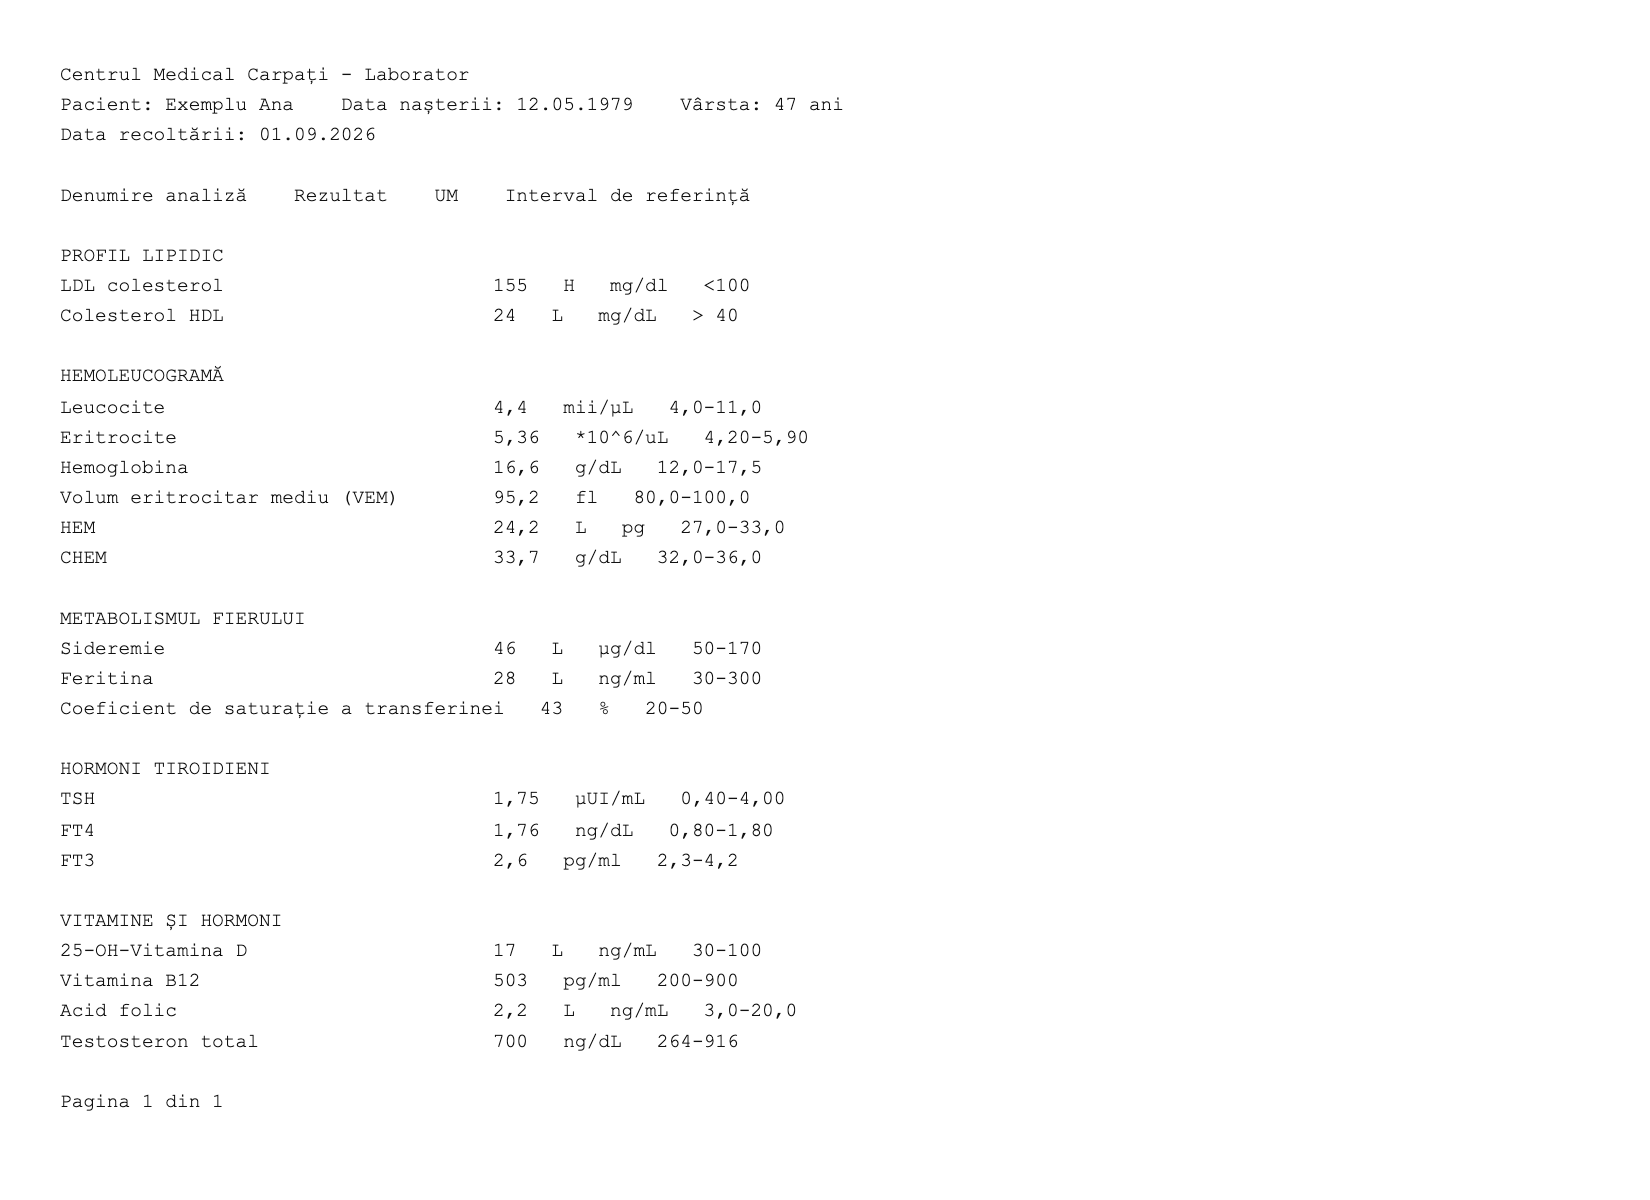 Centrul Medical Carpați - Laborator
Pacient: Exemplu Ana    Data nașterii: 12.05.1979    Vârsta: 47 ani
Data recoltării: 01.09.2026

Denumire analiză    Rezultat    UM    Interval de referință

PROFIL LIPIDIC
LDL colesterol                       155   H   mg/dl   <100
Colesterol HDL                       24   L   mg/dL   > 40

HEMOLEUCOGRAMĂ
Leucocite                            4,4   mii/µL   4,0-11,0
Eritrocite                           5,36   *10^6/uL   4,20-5,90
Hemoglobina                          16,6   g/dL   12,0-17,5
Volum eritrocitar mediu (VEM)        95,2   fl   80,0-100,0
HEM                                  24,2   L   pg   27,0-33,0
CHEM                                 33,7   g/dL   32,0-36,0

METABOLISMUL FIERULUI
Sideremie                            46   L   µg/dl   50-170
Feritina                             28   L   ng/ml   30-300
Coeficient de saturație a transferinei   43   %   20-50

HORMONI TIROIDIENI
TSH                                  1,75   µUI/mL   0,40-4,00
FT4                                  1,76   ng/dL   0,80-1,80
FT3                                  2,6   pg/ml   2,3-4,2

VITAMINE ȘI HORMONI
25-OH-Vitamina D                     17   L   ng/mL   30-100
Vitamina B12                         503   pg/ml   200-900
Acid folic                           2,2   L   ng/mL   3,0-20,0
Testosteron total                    700   ng/dL   264-916

Pagina 1 din 1